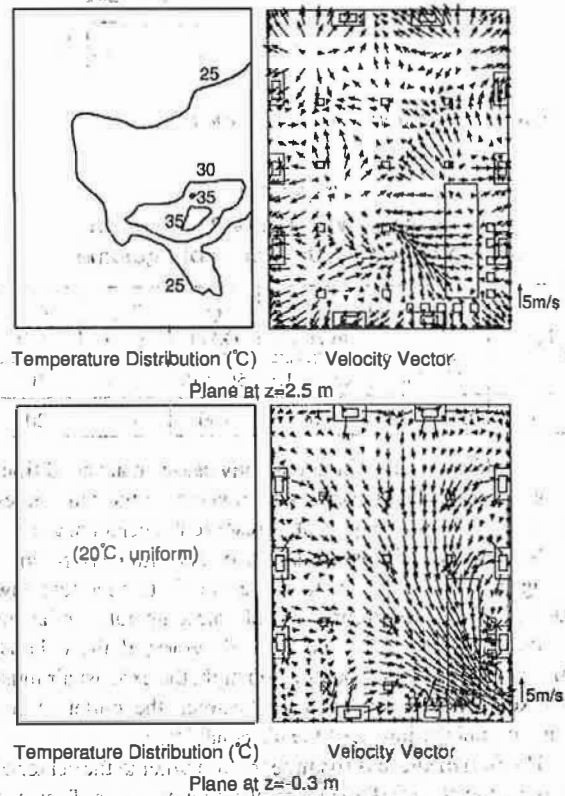 25
30
35
35
25
5m/s
Temperature Distribution (℃) Velocity Vector
Plane at z=2.5 m
(20℃, uniform)
5m/s
Temperature Distribution (℃) Velocity Vector
Plane at z=-0.3 m